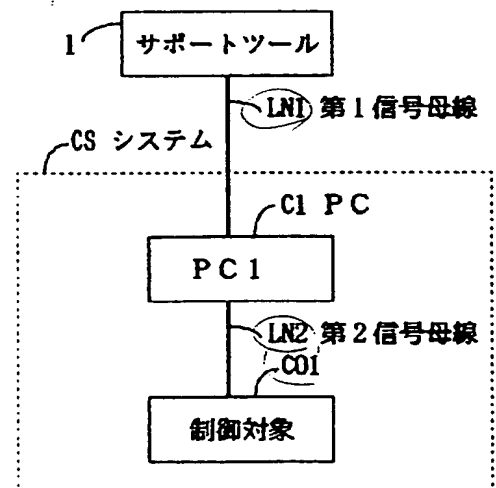 1 サポートツール
LN1 第1信号母線
CS システム
C1 PC
PC1
LN2 第2信号母線
CO1
制御対象